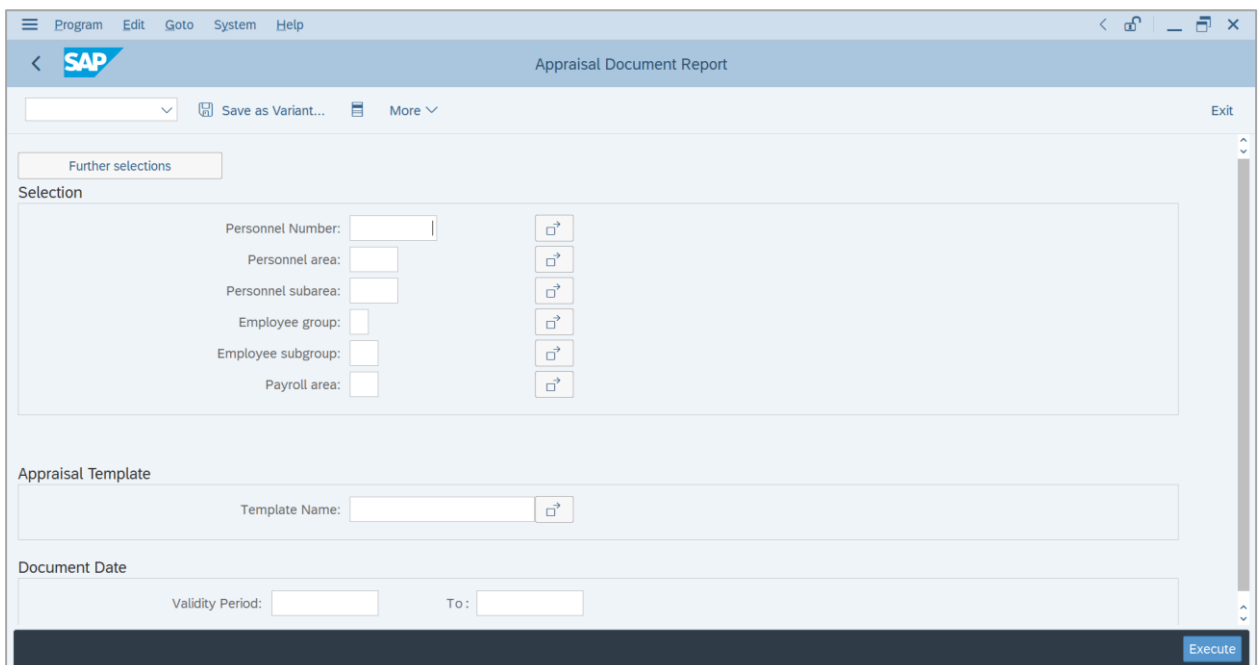 Program Edit Goto System Help
SAP Appraisal Document Report
Save as Variant... More Exit
Further selections
Selection
Personnel Number:
Personnel area:
Personnel subarea:
Employee group:
Employee subgroup:
Payroll area:
Appraisal Template
Template Name:
Document Date
Validity Period: To:
Execute